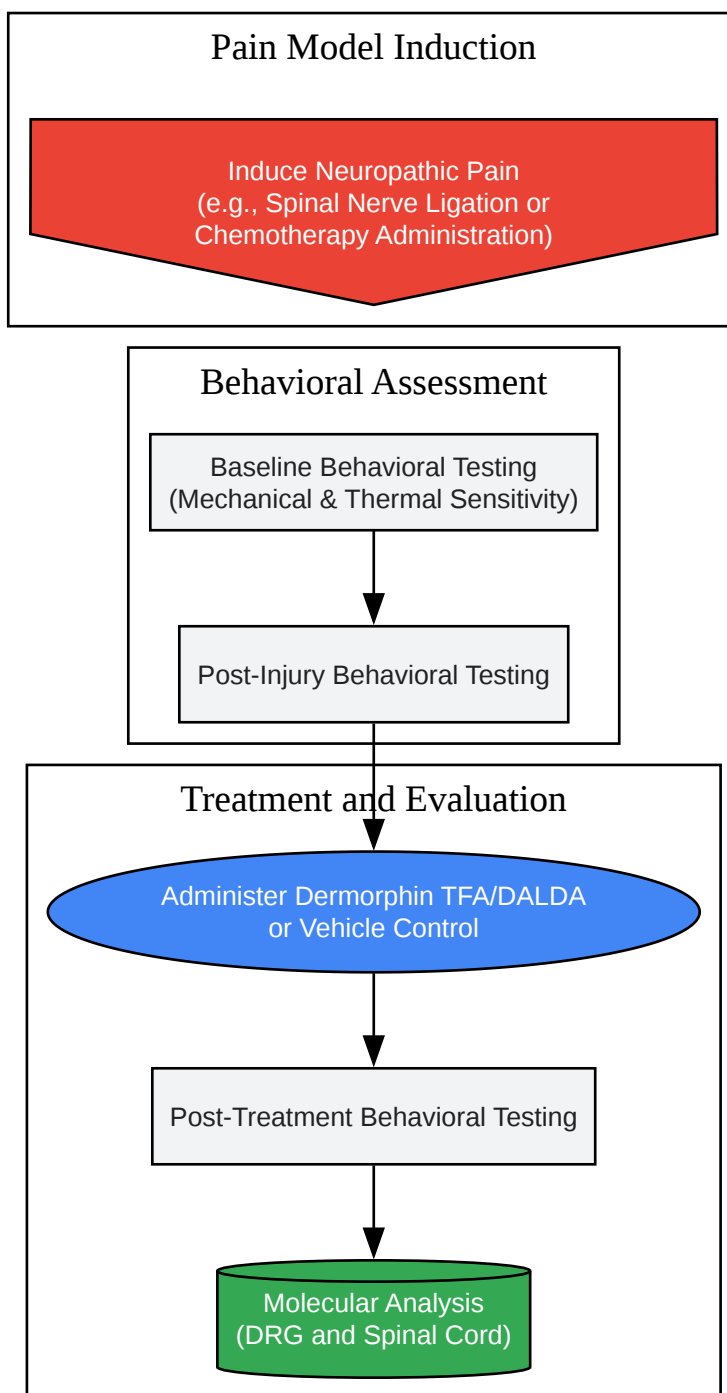 Pain Model Induction
Induce Neuropathic Pain
(e.g., Spinal Nerve Ligation or
Chemotherapy Administration)
Behavioral Assessment
Baseline Behavioral Testing
(Mechanical & Thermal Sensitivity)
Post-Injury Behavioral Testing
Treatment and Evaluation
Administer Dermorphin TFA/DALDA
or Vehicle Control
Post-Treatment Behavioral Testing
Molecular Analysis
(DRG and Spinal Cord)